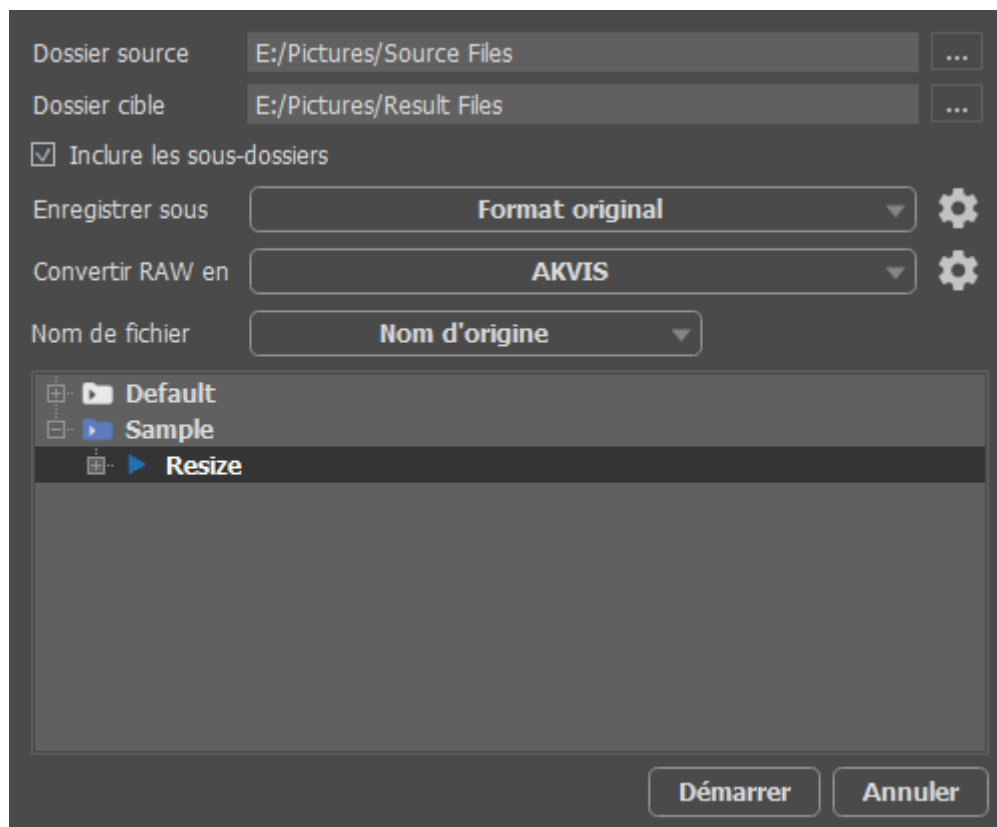 Dossier source E:/Pictures/Source Files ...
Dossier cible E:/Pictures/Result Files ...
Inclure les sous-dossiers
Enregistrer sous Format original
Convertir RAW en AKVIS
Nom de fichier Nom d'origine
Default
Sample
Resize
Démarrer Annuler